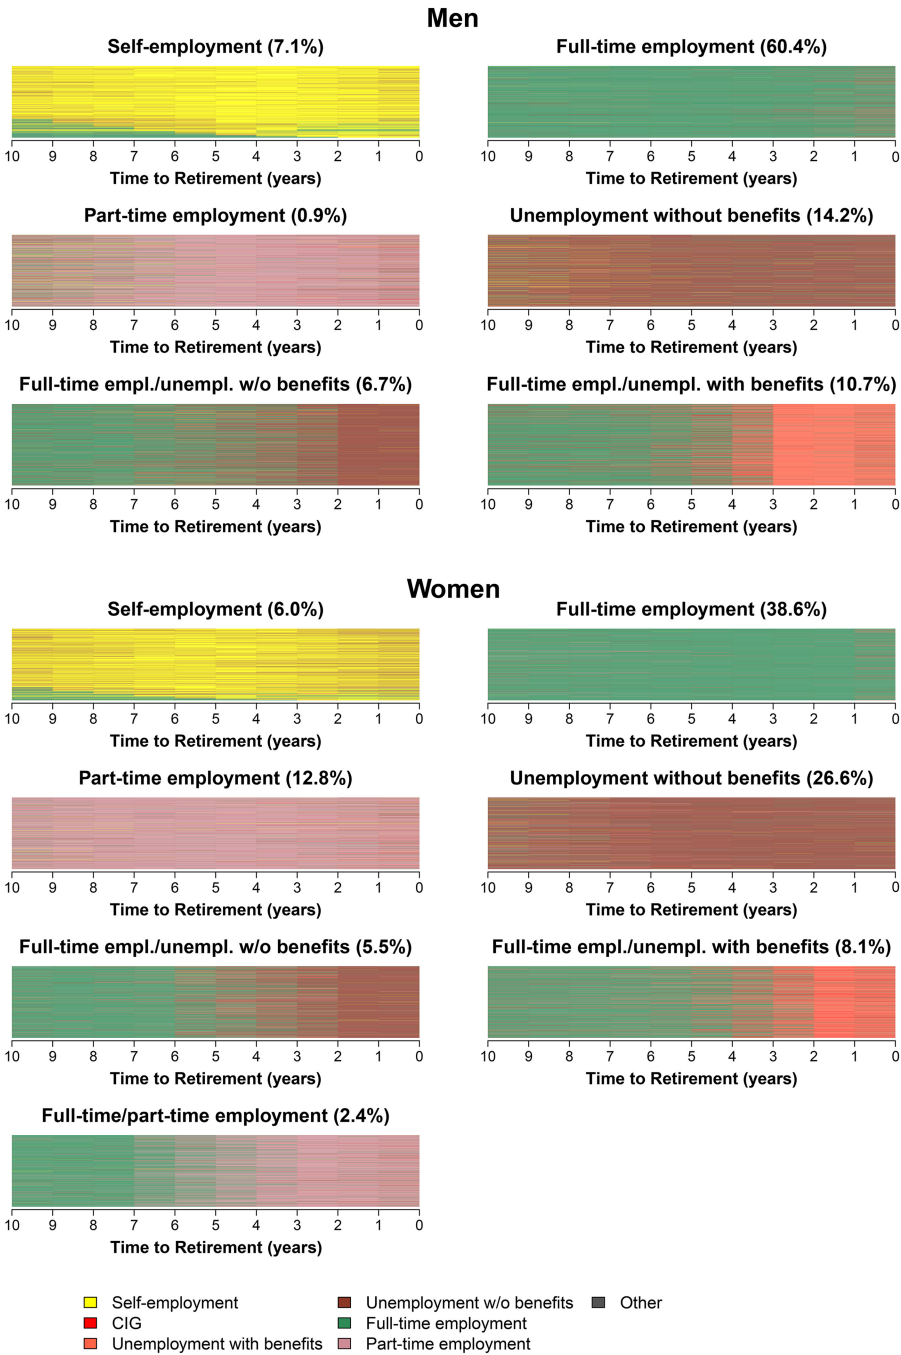 Men
Self-employment (7.1%)
Full-time employment (60.4%)
10 9 8 7 6 5 4 3 2 1 0
10 9 8 7 6 5 4 3 2 1 0
Time to Retirement (years)
Time to Retirement (years)
Part-time employment (0.9%)
Unemployment without benefits (14.2%)
10 9 8 7 6 5 4 3 2 1 0
10 9 8 7 6 5 4 3 2 1 0
Time to Retirement (years)
Time to Retirement (years)
Full-time empl./unempl. w/o benefits (6.7%)
Full-time empl./unempl. with benefits (10.7%)
10 9 8 7 6 5 4 3 2 1 0
10 9 8 7 6 5 4 3 2 1 0
Time to Retirement (years)
Time to Retirement (years)
Women
Self-employment (6.0%)
Full-time employment (38.6%)
10 9 8 7 6 5 4 3 2 1 0
10 9 8 7 6 5 4 3 2 1 0
Time to Retirement (years)
Time to Retirement (years)
Part-time employment (12.8%)
Unemployment without benefits (26.6%)
10 9 8 7 6 5 4 3 2 1 0
10 9 8 7 6 5 4 3 2 1 0
Time to Retirement (years)
Time to Retirement (years)
Full-time empl./unempl. w/o benefits (5.5%)
Full-time empl./unempl. with benefits (8.1%)
10 9 8 7 6 5 4 3 2 1 0
10 9 8 7 6 5 4 3 2 1 0
Time to Retirement (years)
Time to Retirement (years)
Full-time/part-time employment (2.4%)
10 9 8 7 6 5 4 3 2 1 0
Time to Retirement (years)
Self-employment
CIG
Unemployment with benefits
Unemployment w/o benefits
Full-time employment
Part-time employment
Other